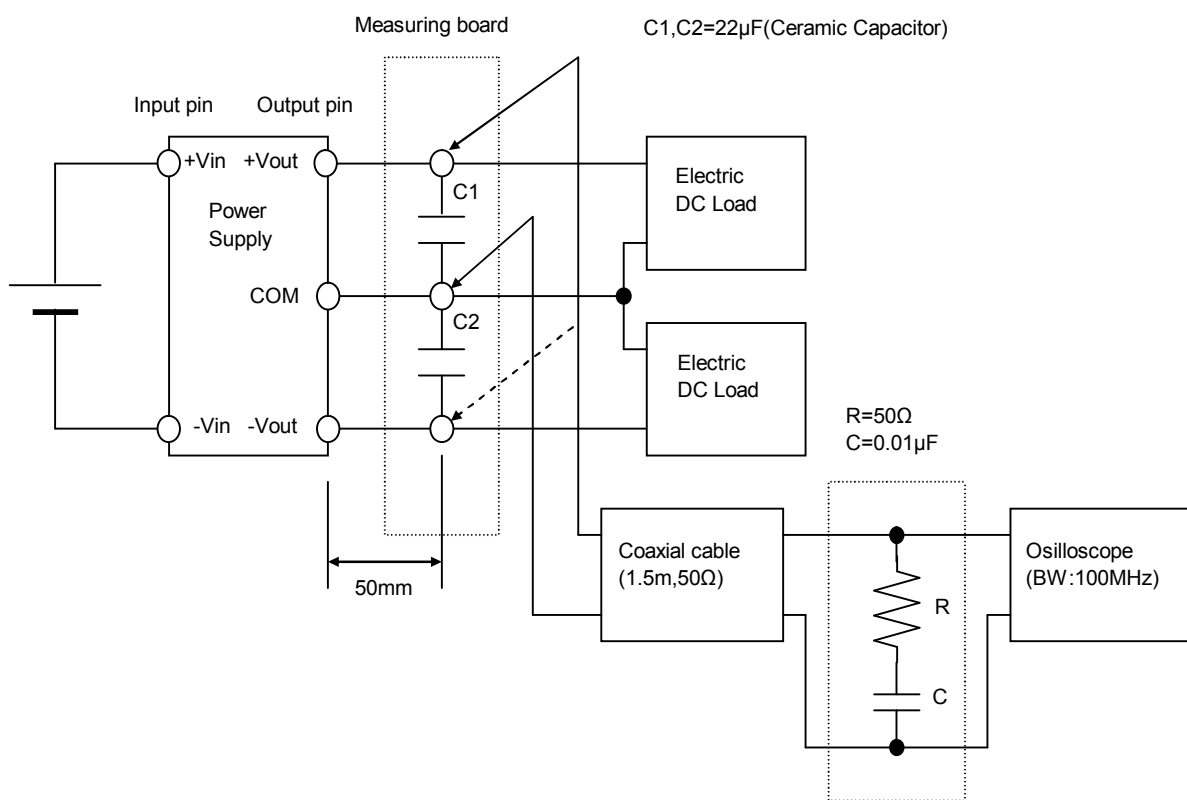 Measuring board
C1,C2=22µF(Ceramic Capacitor)
Input pin
Output pin
+Vin
+Vout
C1
Electric
DC Load
Power
Supply
COM
C2
Electric
DC Load
-Vin
-Vout
R=50Ω
C=0.01µF
50mm
Coaxial cable
(1.5m,50Ω)
R
C
Osilloscope
(BW:100MHz)